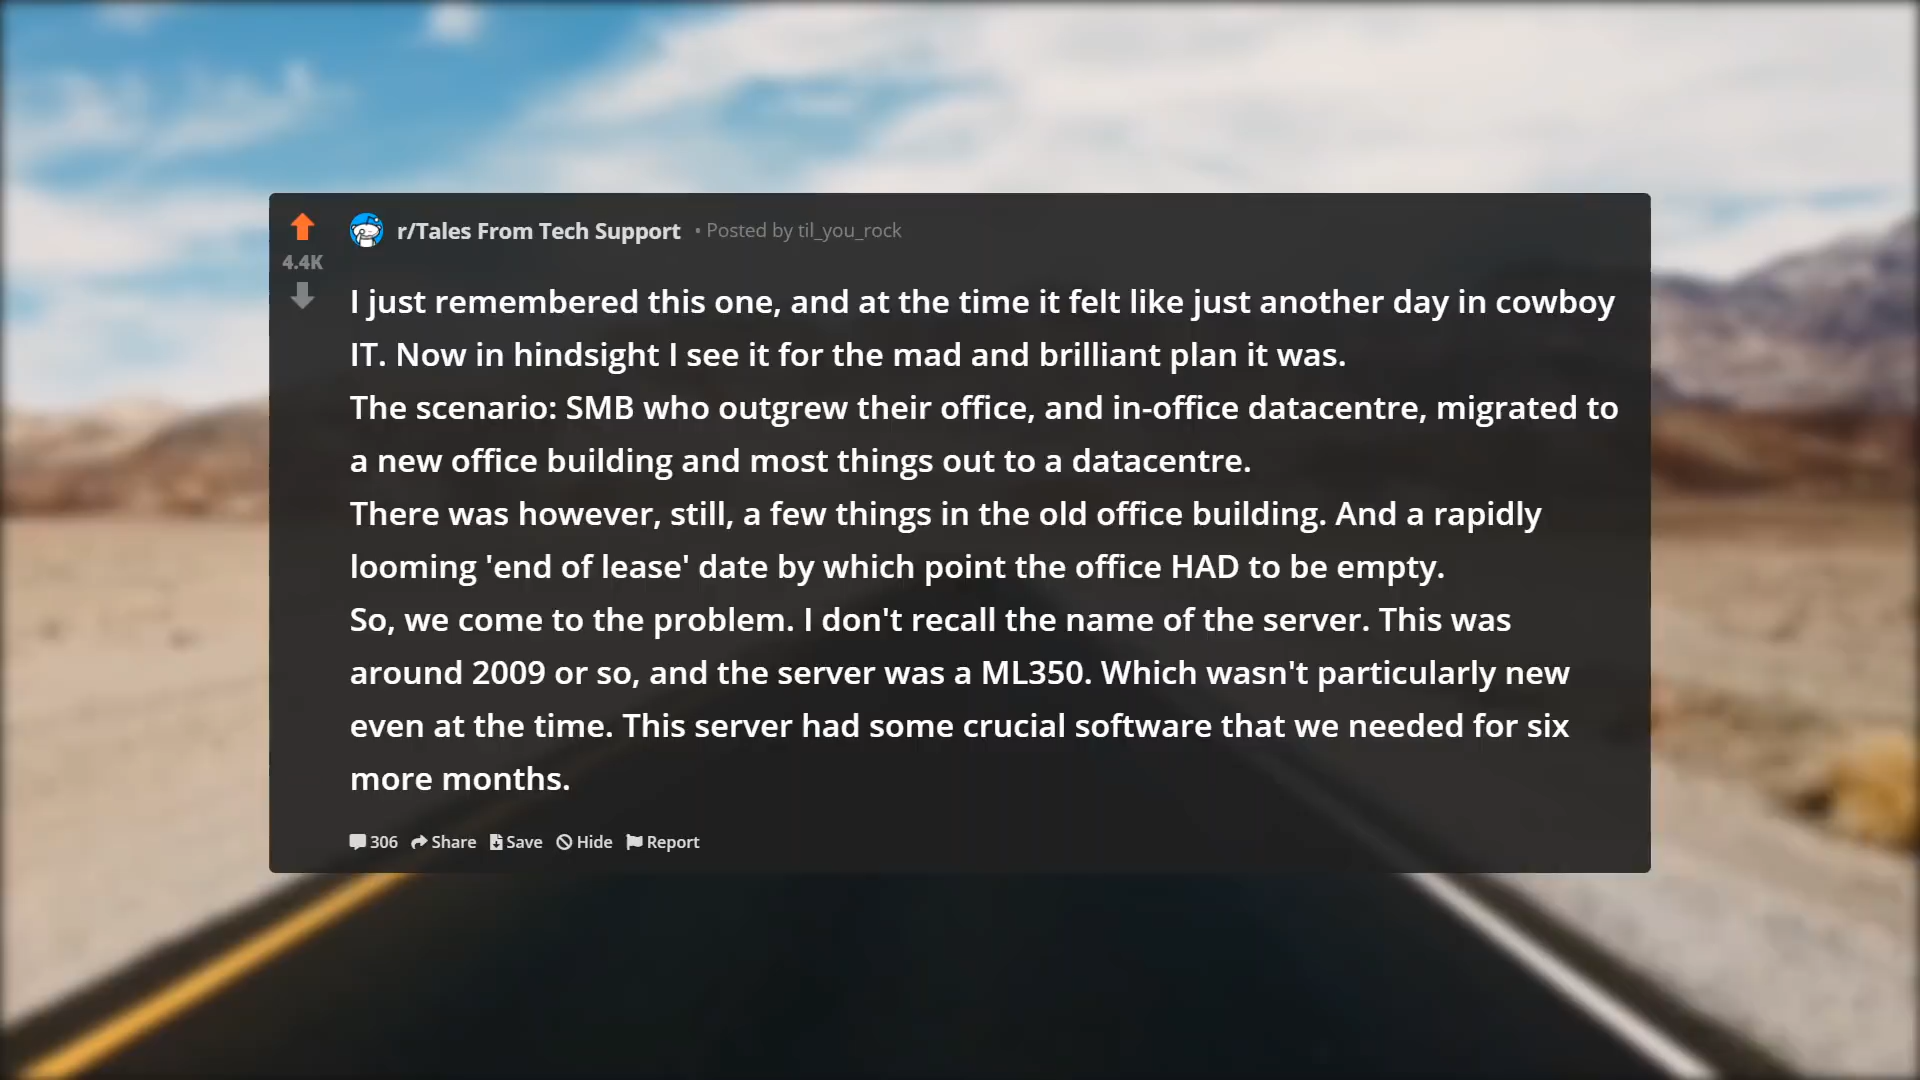 r/Tales From Tech Support • Posted by til_you_rock
4.4K
I just remembered this one, and at the time it felt like just another day in cowboy
IT. Now in hindsight I see it for the mad and brilliant plan it was.
The scenario: SMB who outgrew their office, and in-office datacentre, migrated to
a new office building and most things out to a datacentre.
There was however, still, a few things in the old office building. And a rapidly
looming 'end of lease' date by which point the office HAD to be empty.
So, we come to the problem. I don't recall the name of the server. This was
around 2009 or so, and the server was a ML350. Which wasn't particularly new
even at the time. This server had some crucial software that we needed for six
more months.
306 Share Save Hide Report